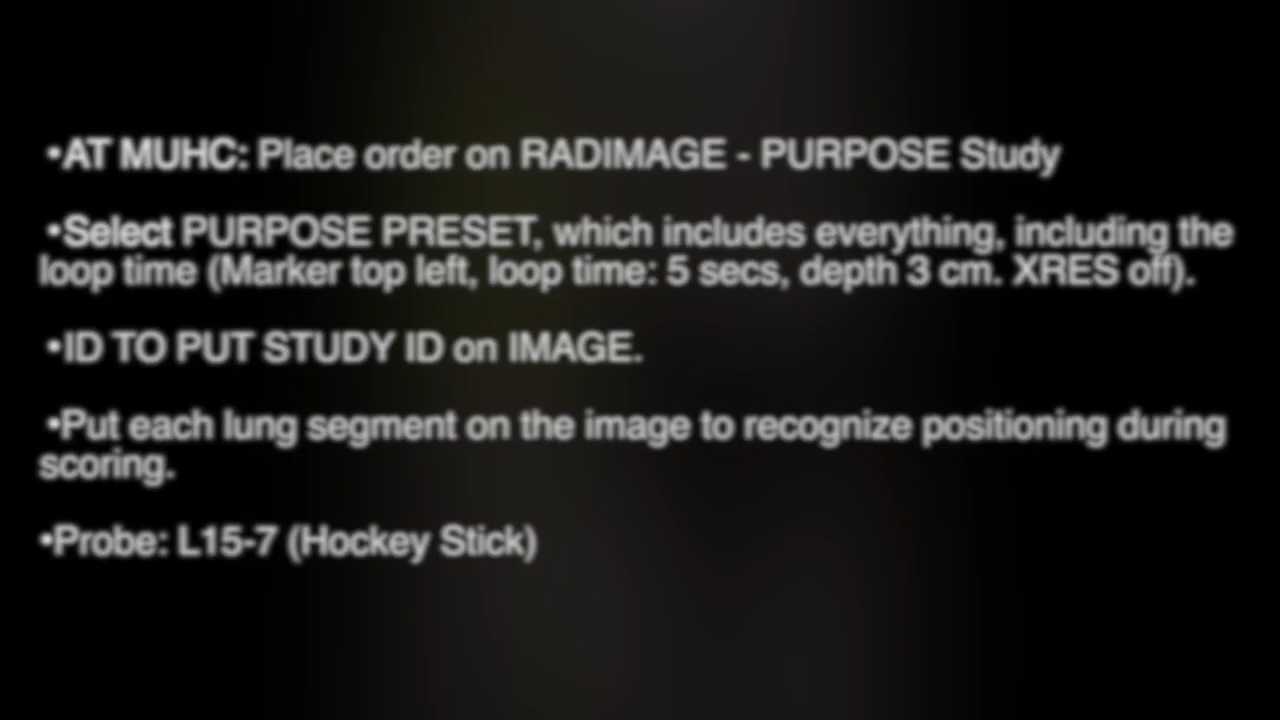 •AT MUHC: Place order on RADIMAGE - PURPOSE Study
•Select PURPOSE PRESET, which includes everything, including the
loop time (Marker top left, loop time: 5 secs, depth 3 cm. XRES off).
•ID TO PUT STUDY ID on IMAGE.
•Put each lung segment on the image to recognize positioning during
scoring.
•Probe: L15-7 (Hockey Stick)